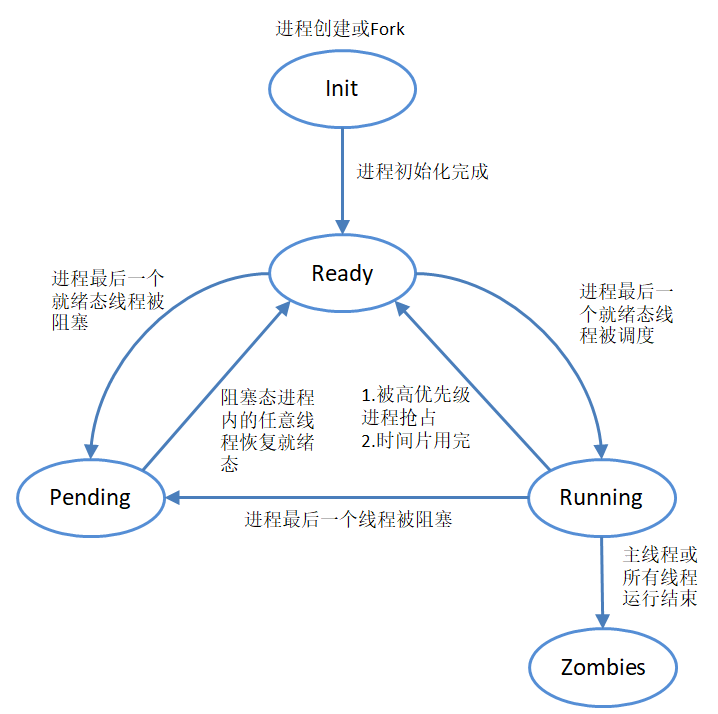 进程创建或Fork
Init
进程初始化完成
Ready
进程最后一个
就绪态线程被
阻塞
进程最后一
个就绪态线
程被调度
阻塞态进程
内的任意线
程恢复就绪
态
1.被高优先级
进程抢占
2.时间片用完
Pending
Running
进程最后一个线程被阻塞
主线程或
所有线程
运行结束
Zombies